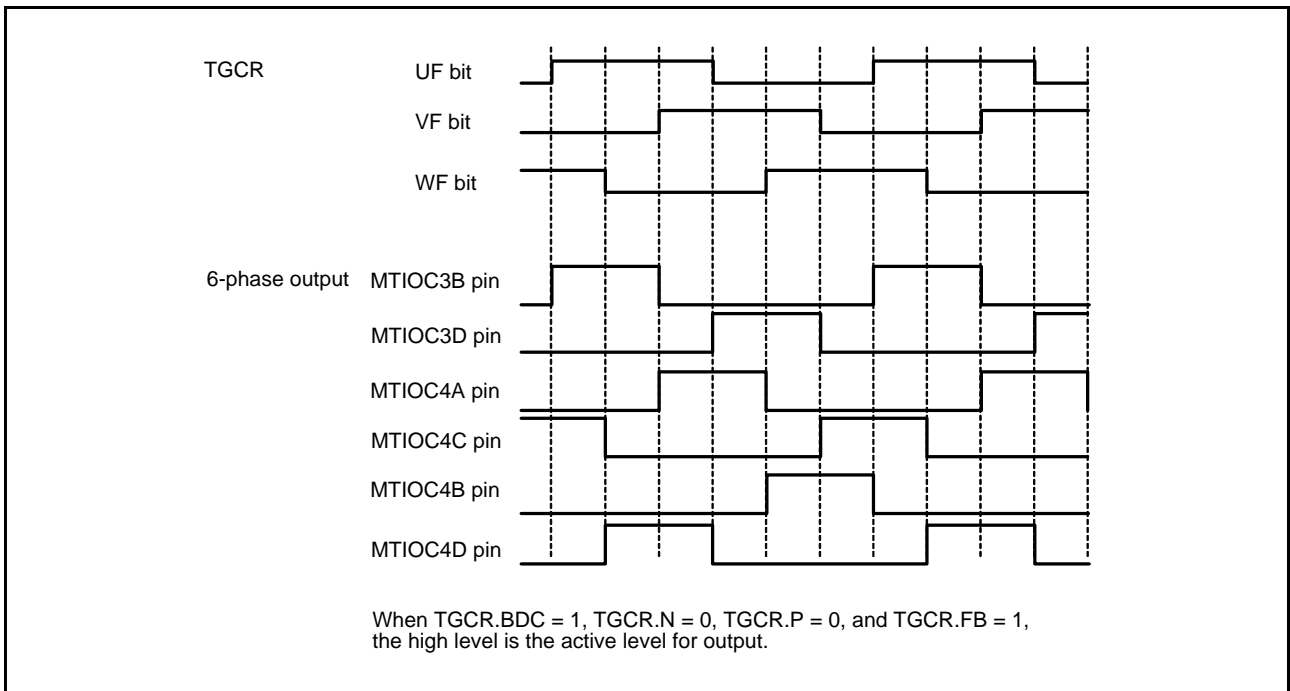 TGCR UF bit
VF bit
WF bit
6-phase output MTIOC3B pin
MTIOC3D pin
MTIOC4A pin
MTIOC4C pin
MTIOC4B pin
MTIOC4D pin
When TGCR.BDC = 1, TGCR.N = 0, TGCR.P = 0, and TGCR.FB = 1,
the high level is the active level for output.